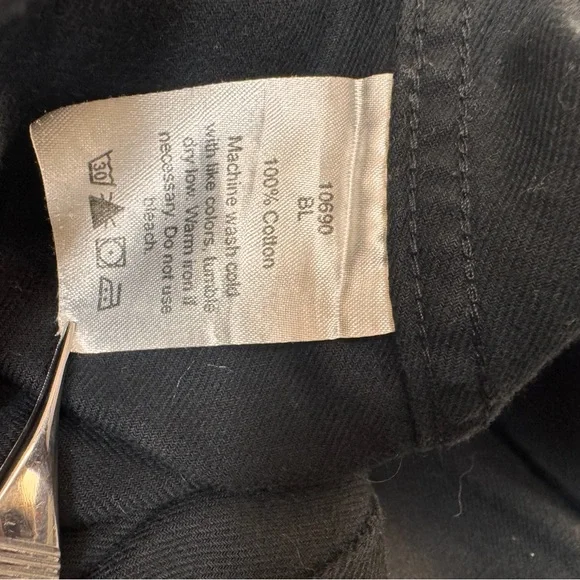 10690
BL
100% Cotton
Machine wash cold
with like colors, tumble
dry low. Warm iron if
necessary. Do not use
bleach.
30